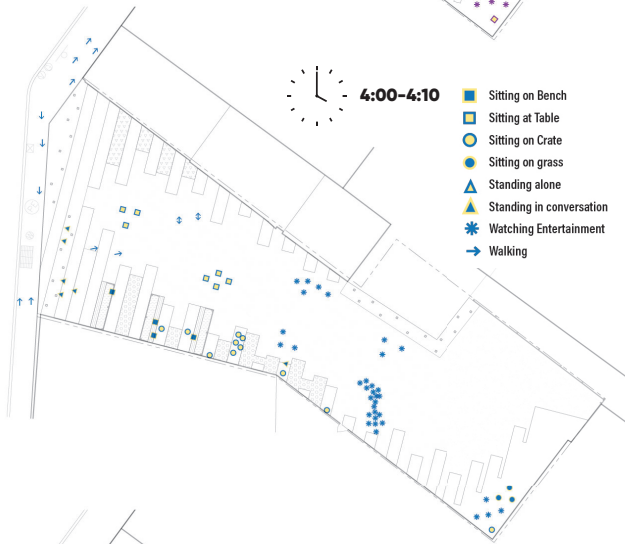 4:00-4:10
Sitting on Bench
Sitting at Table
Sitting on Crate
Sitting on grass
Standing alone
Standing in conversation
Watching Entertainment
Walking